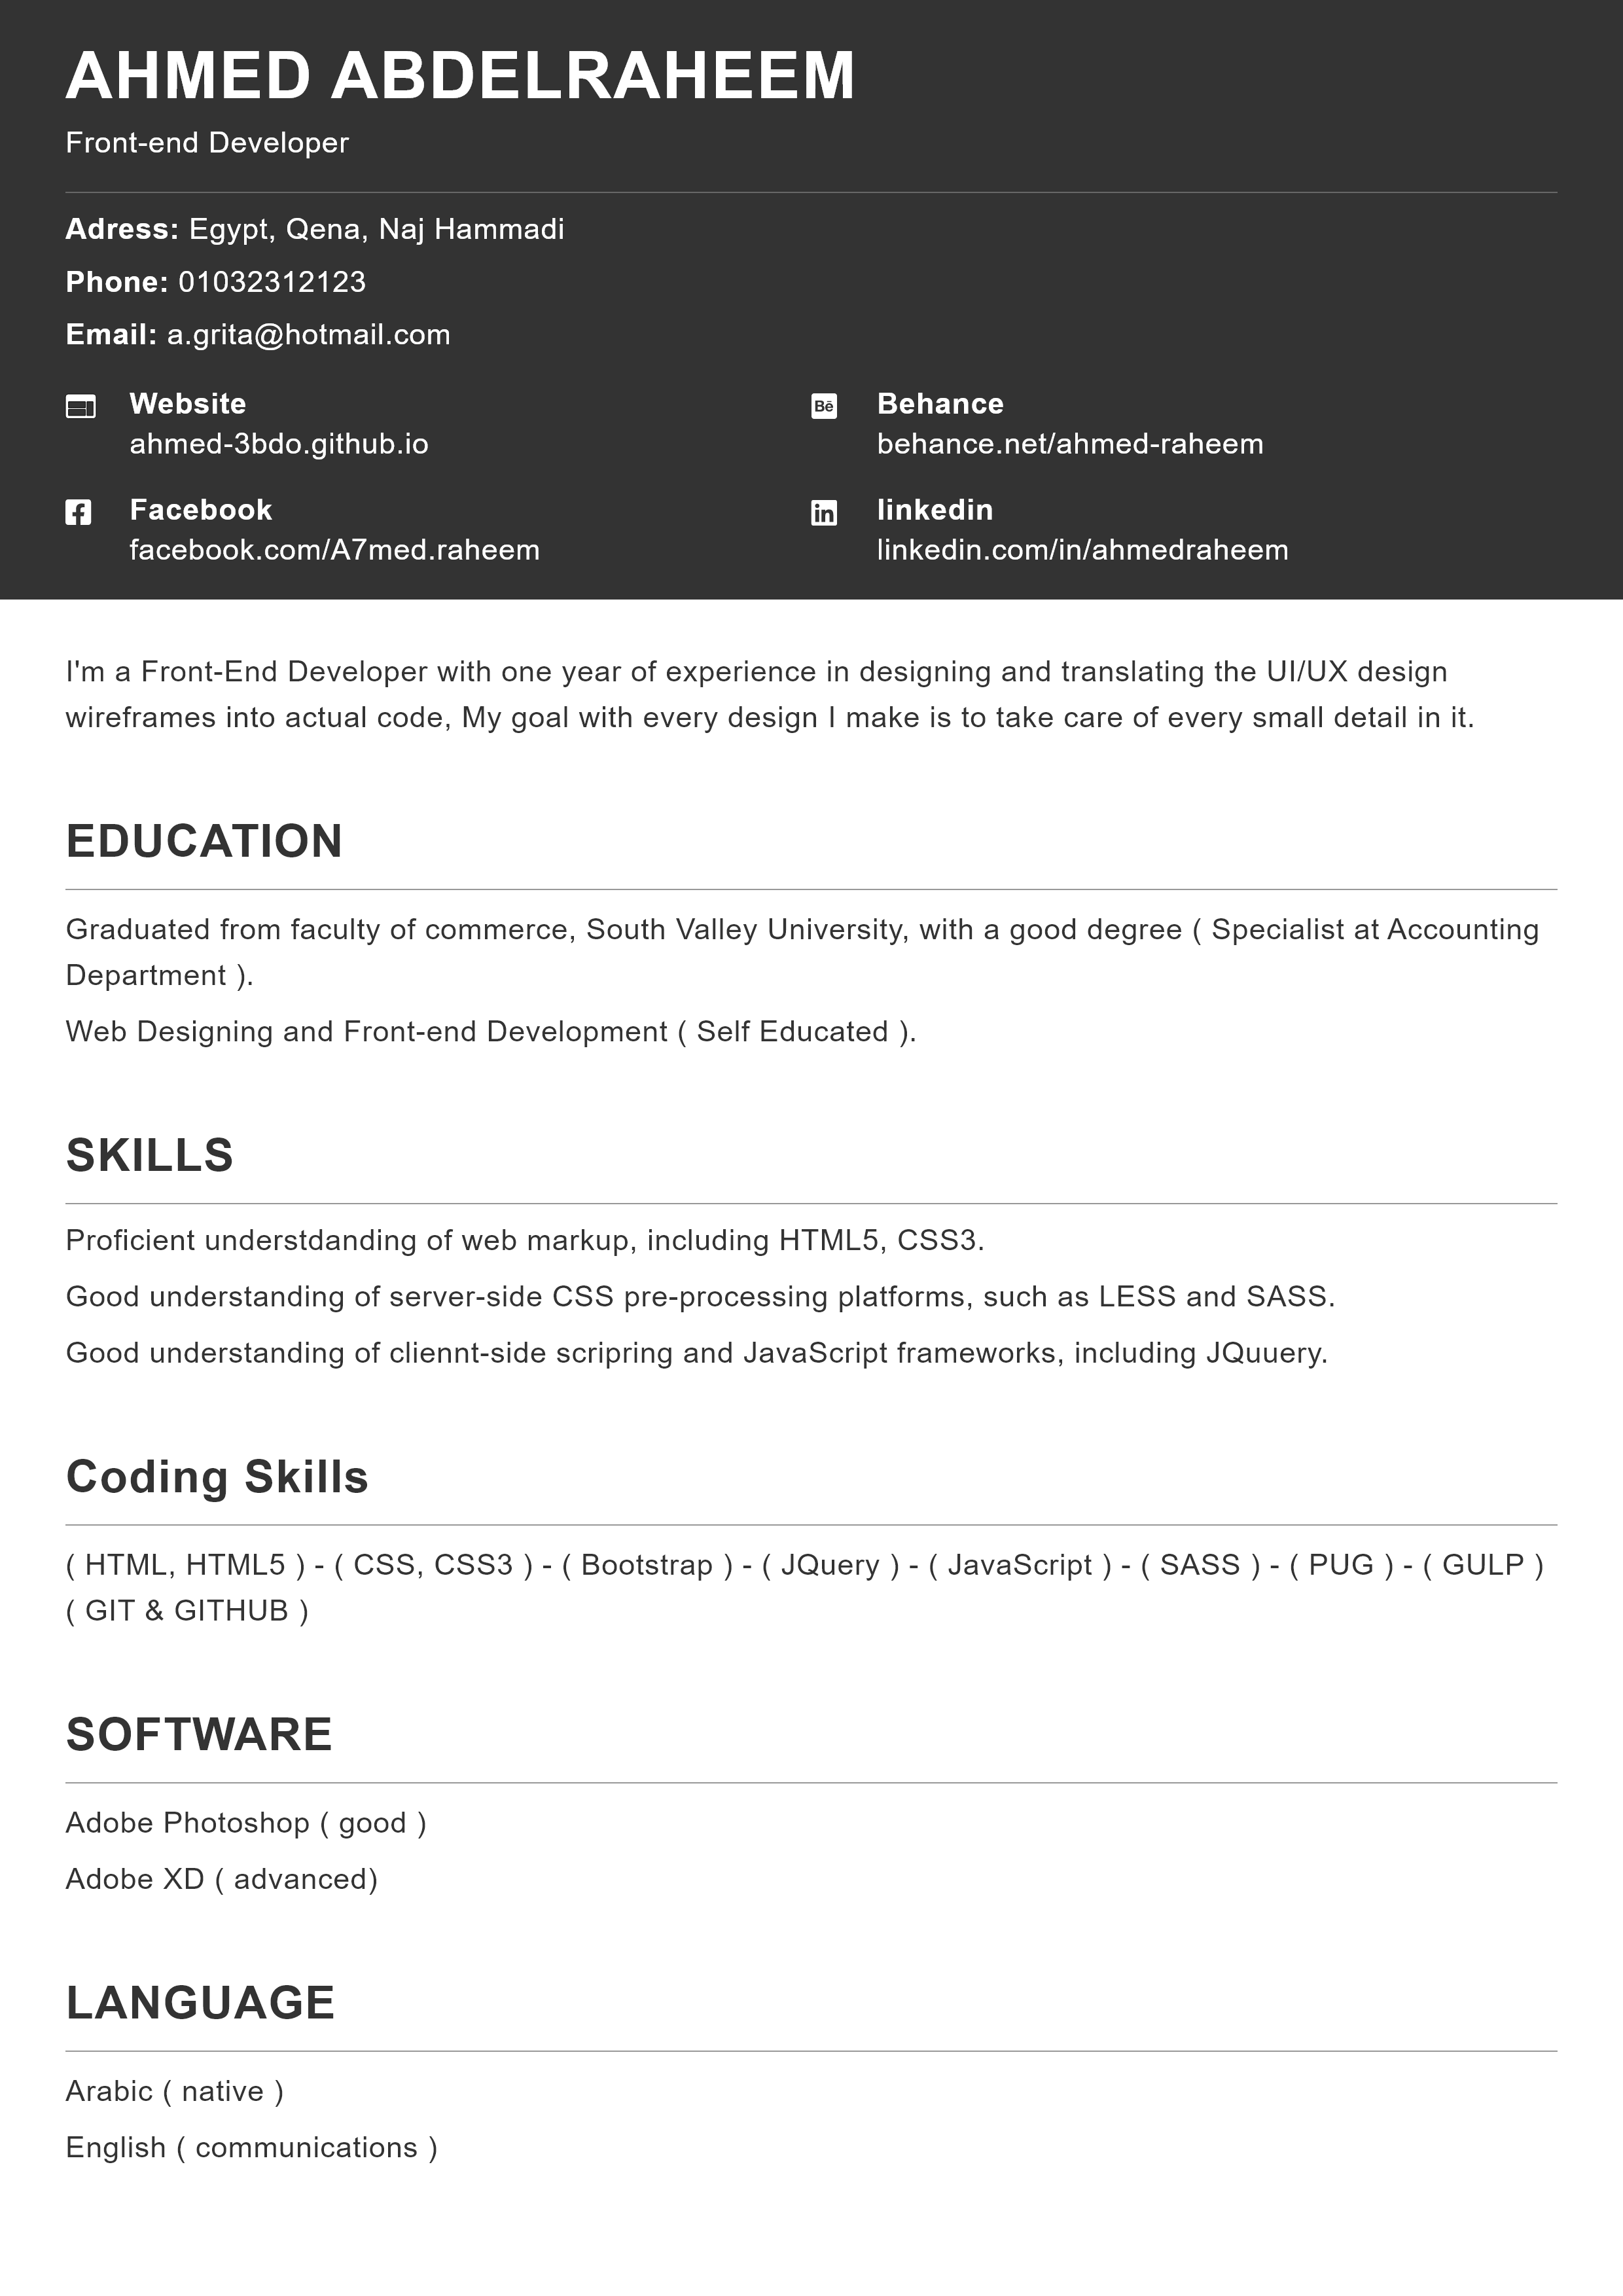 AHMED ABDELRAHEEM
Front-end Developer
Adress: Egypt, Qena, Naj Hammadi
Phone: 01032312123
Email: a.grita@hotmail.com
Website
ahmed-3bdo.github.io
Bē
Behance
behance.net/ahmed-raheem
Facebook
facebook.com/A7med.raheem
in
linkedin
linkedin.com/in/ahmedraheem
I'm a Front-End Developer with one year of experience in designing and translating the UI/UX design
wireframes into actual code, My goal with every design I make is to take care of every small detail in it.
EDUCATION
Graduated from faculty of commerce, South Valley University, with a good degree ( Specialist at Accounting
Department ).
Web Designing and Front-end Development ( Self Educated ).
SKILLS
Proficient understdanding of web markup, including HTML5, CSS3.
Good understanding of server-side CSS pre-processing platforms, such as LESS and SASS.
Good understanding of cliennt-side scripring and JavaScript frameworks, including JQuuery.
Coding Skills
( HTML, HTML5 ) - ( CSS, CSS3 ) - ( Bootstrap ) - ( JQuery ) - ( JavaScript ) - ( SASS ) - ( PUG ) - ( GULP )
( GIT & GITHUB )
SOFTWARE
Adobe Photoshop ( good )
Adobe XD ( advanced)
LANGUAGE
Arabic ( native )
English ( communications )